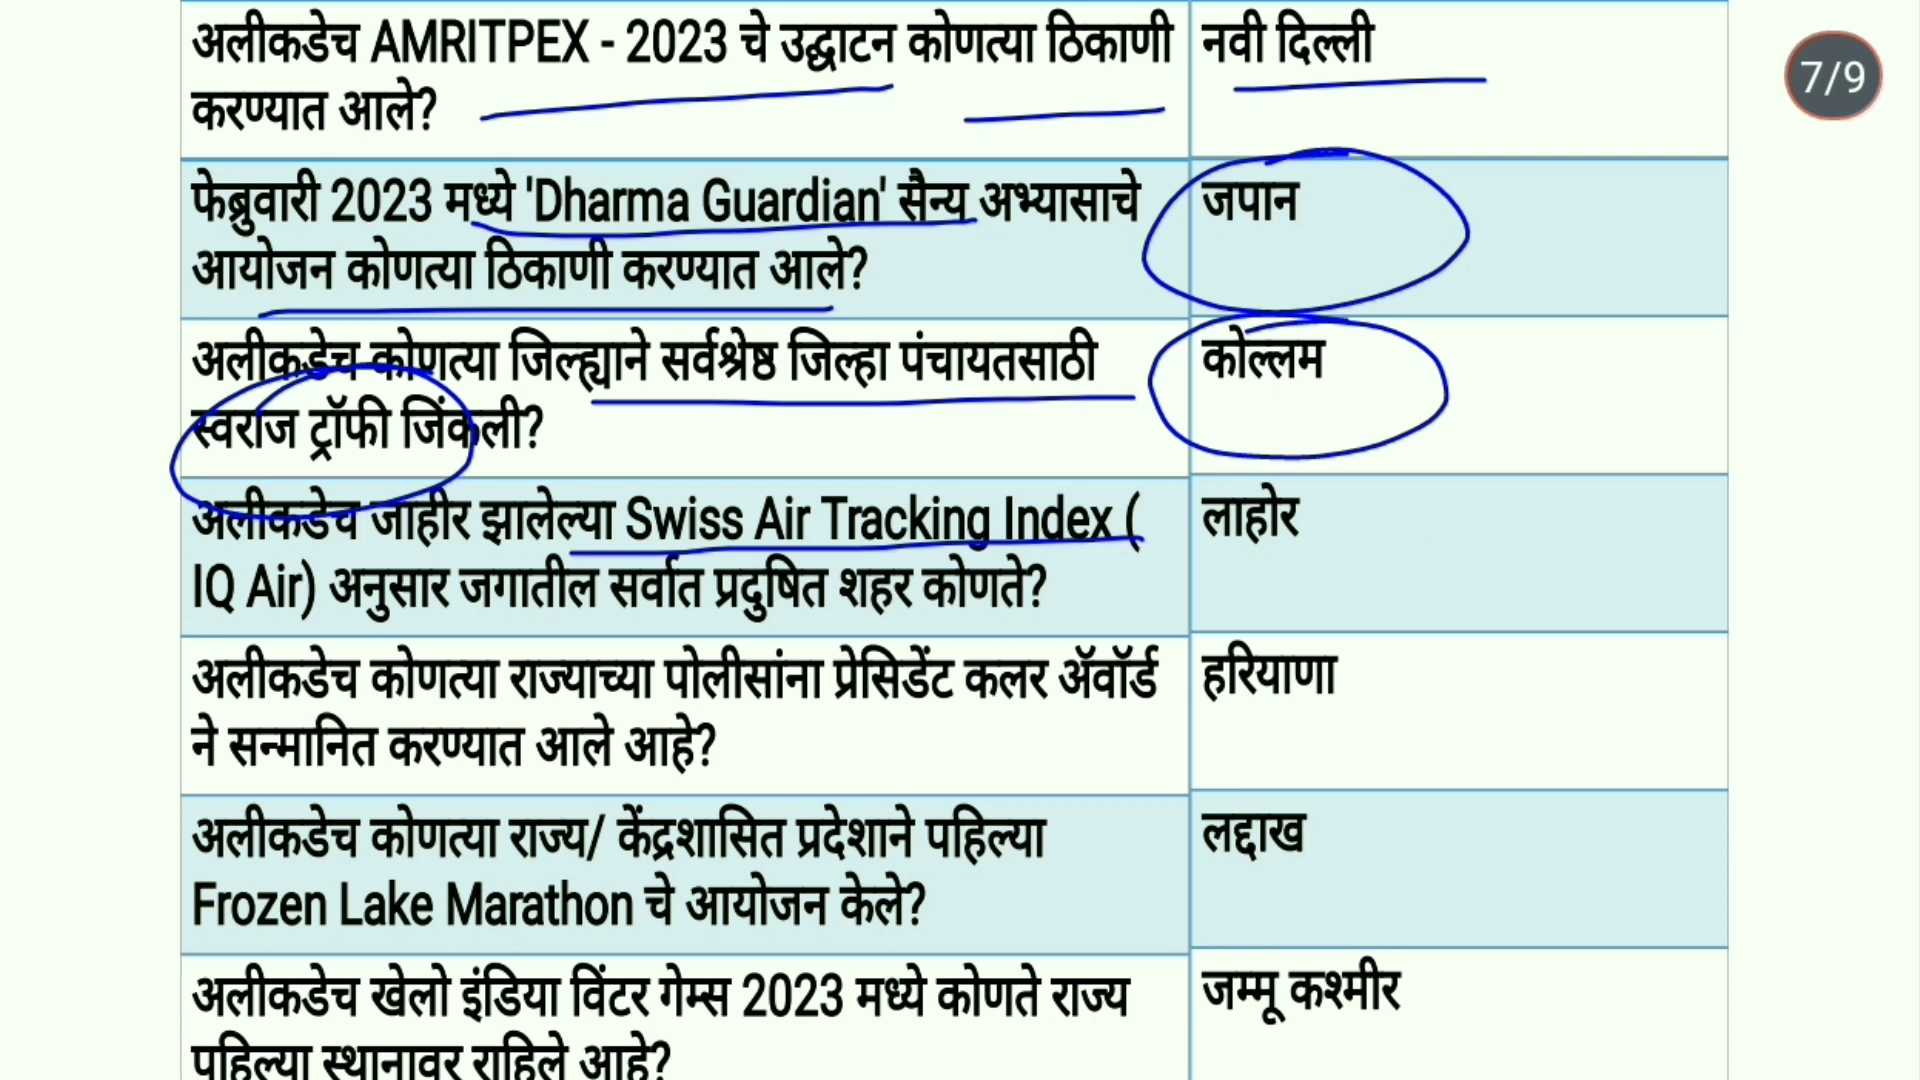 अलीकडेच AMRITPEX - 2023 चे उद्घाटन कोणत्या ठिकाणी
करण्यात आले?
नवी दिल्ली
7/9
फेब्रुवारी 2023 मध्ये 'Dharma Guardian' सैन्य अभ्यासाचे
आयोजन कोणत्या ठिकाणी करण्यात आले?
जपान
अलीकडेच कोणत्या जिल्ह्याने सर्वश्रेष्ठ जिल्हा पंचायतसाठी
स्वराज ट्रॉफी जिंकली?
कोल्लम
अलीकडेच जाहीर झालेल्या Swiss Air Tracking Index (
IQ Air) अनुसार जगातील सर्वात प्रदुषित शहर कोणते?
लाहोर
अलीकडेच कोणत्या राज्याच्या पोलीसांना प्रेसिडेंट कलर ॲवॉर्ड
ने सन्मानित करण्यात आले आहे?
हरियाणा
अलीकडेच कोणत्या राज्य/ केंद्रशासित प्रदेशाने पहिल्या
Frozen Lake Marathon चे आयोजन केले?
लद्दाख
अलीकडेच खेलो इंडिया विंटर गेम्स 2023 मध्ये कोणते राज्य
पहिल्या स्थानावर राहिले आहे?
जम्मू कश्मीर